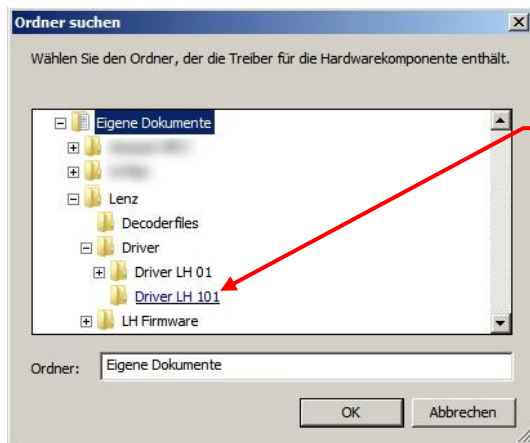 Ordner suchen
Wählen Sie den Ordner, der die Treiber für die Hardwarekomponente enthält.
Eigene Dokumente
Lenz
Decoderfiles
Driver
Driver LH 01
Driver LH 101
LH Firmware
Ordner: Eigene Dokumente
OK Abbrechen